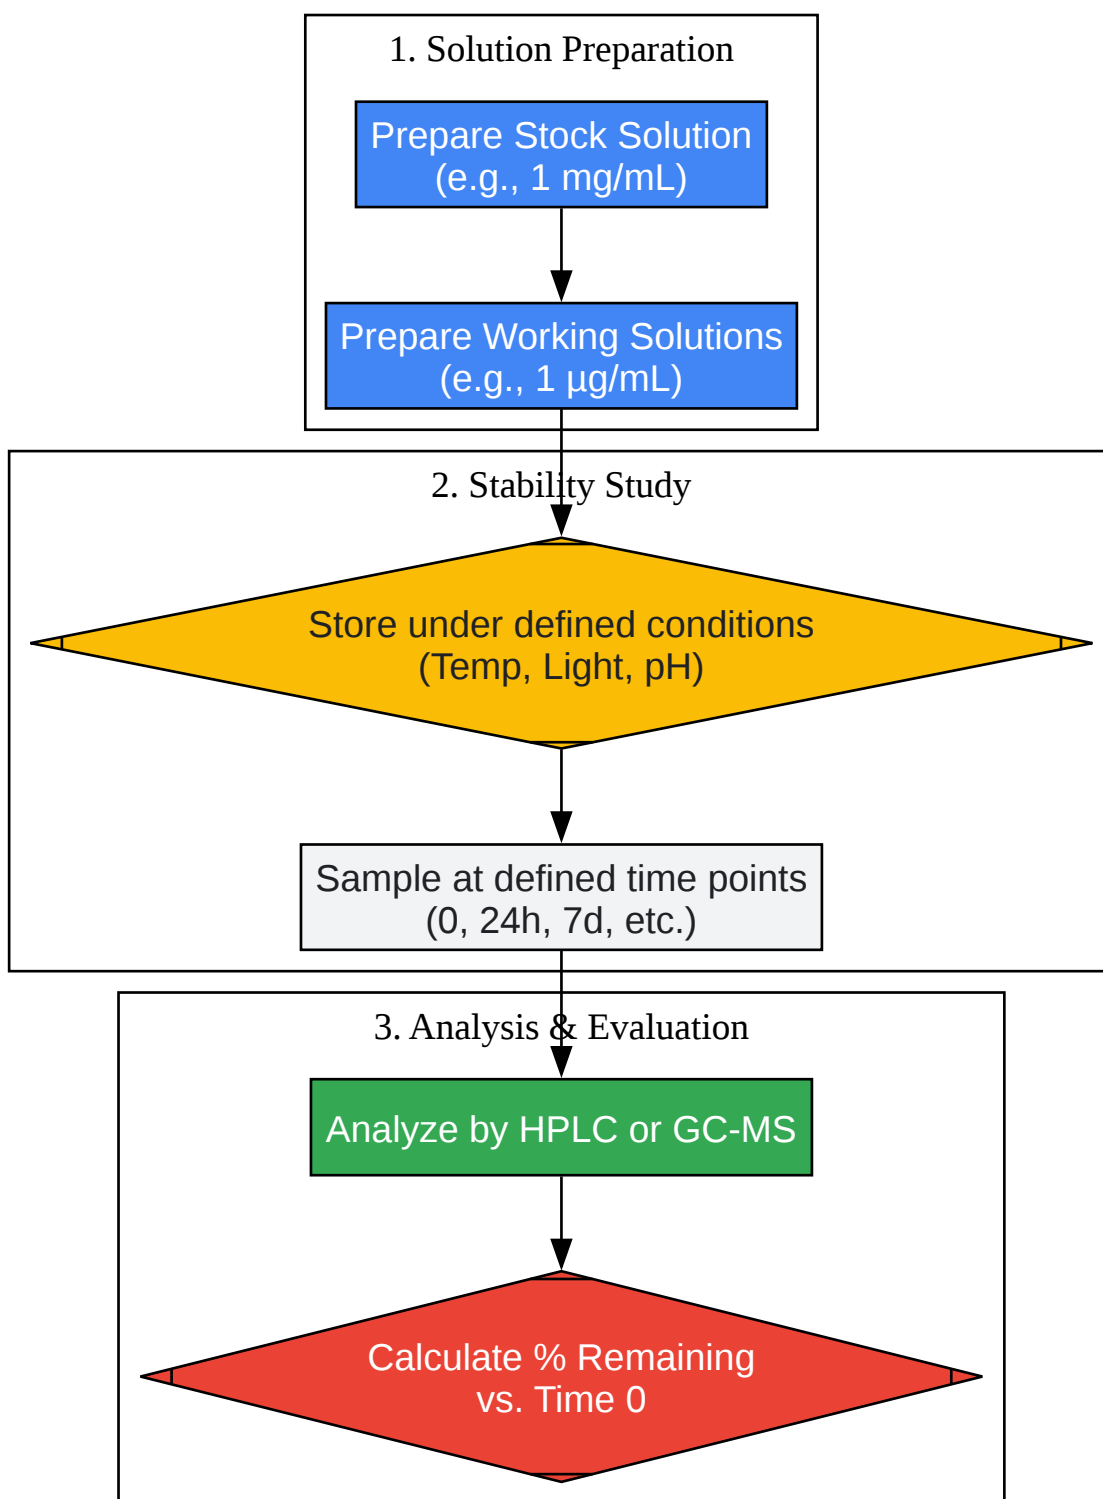 1. Solution Preparation
Prepare Stock Solution
(e.g., 1 mg/mL)
Prepare Working Solutions
(e.g., 1 µg/mL)
2. Stability Study
Store under defined conditions
(Temp, Light, pH)
Sample at defined time points
(0, 24h, 7d, etc.)
3. Analysis & Evaluation
Analyze by HPLC or GC-MS
Calculate % Remaining
vs. Time 0